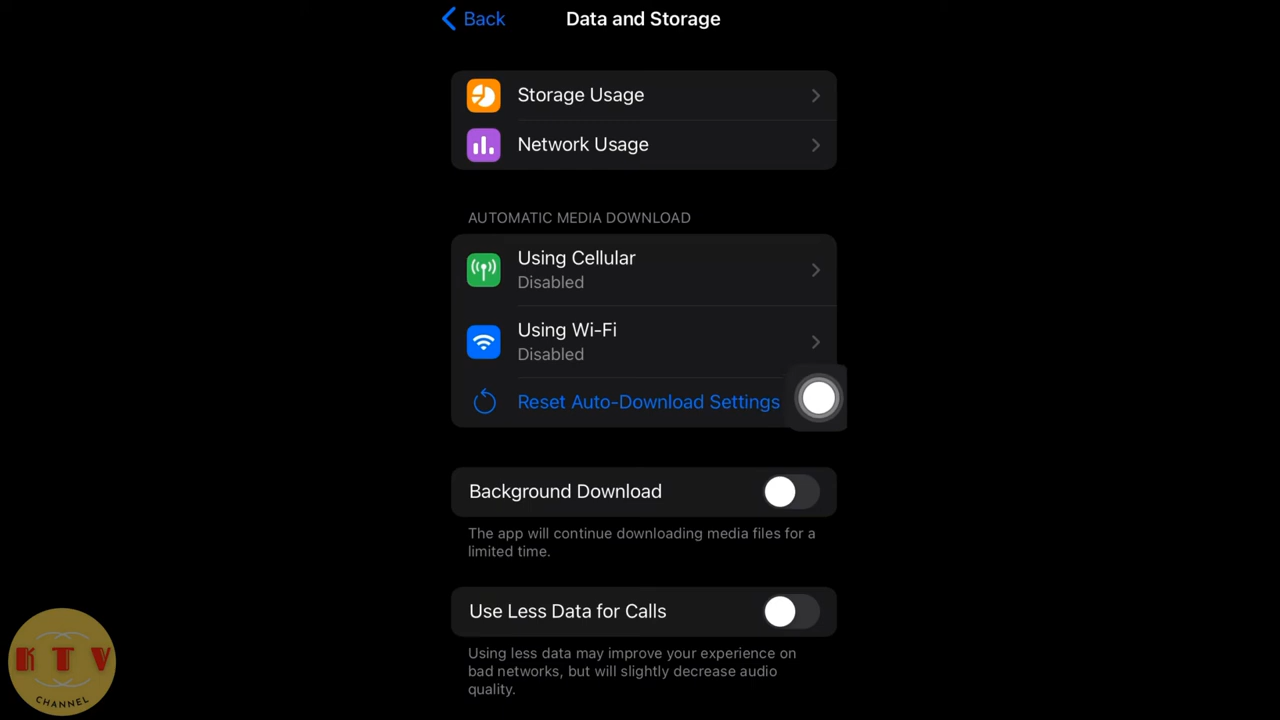 Back
Data and Storage
Storage Usage
Network Usage
AUTOMATIC MEDIA DOWNLOAD
Using Cellular
Disabled
Using Wi-Fi
Disabled
Reset Auto-Download Settings
Background Download
The app will continue downloading media files for a
limited time.
Use Less Data for Calls
Using less data may improve your experience on
bad networks, but will slightly decrease audio
quality.
KTV
CHANNEL